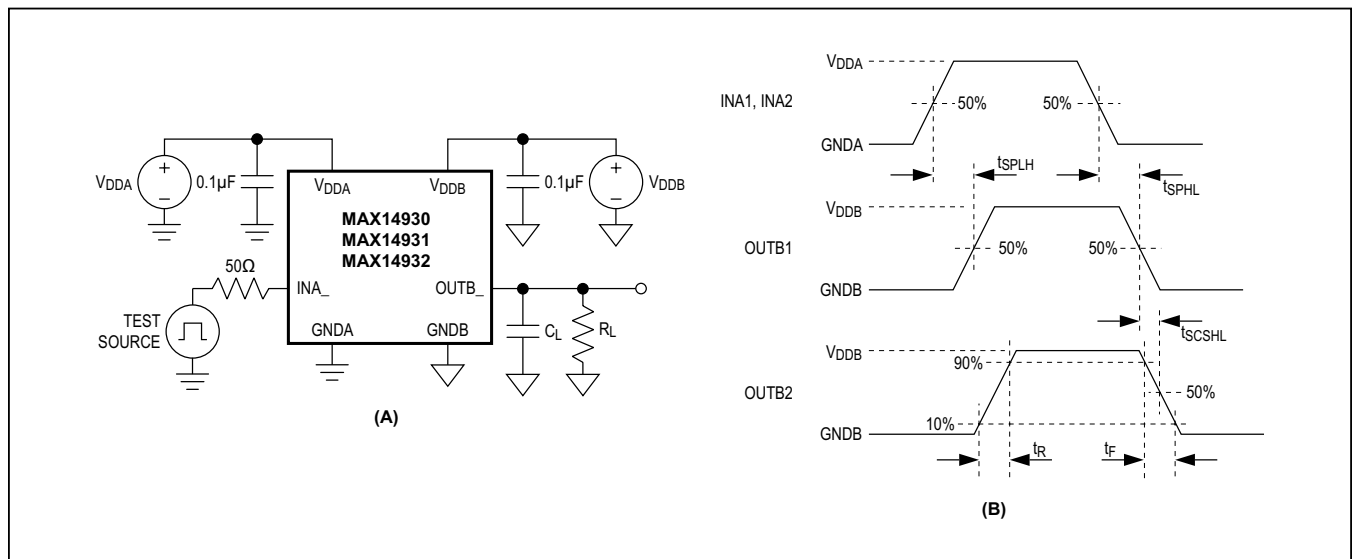 VDDA
0.1µF
VDDA
VDDB
0.1µF
VDDB
MAX14930
MAX14931
MAX14932
50Ω
INA_
OUTB_
TEST
SOURCE
GNDA
GNDB
CL
RL
(A)
VDDA
INA1, INA2
50%
50%
GNDA
tSPLH
tSPHL
VDDB
OUTB1
50%
50%
GNDB
tSCSHL
VDDB
90%
OUTB2
50%
10%
GNDB
tR
tF
(B)